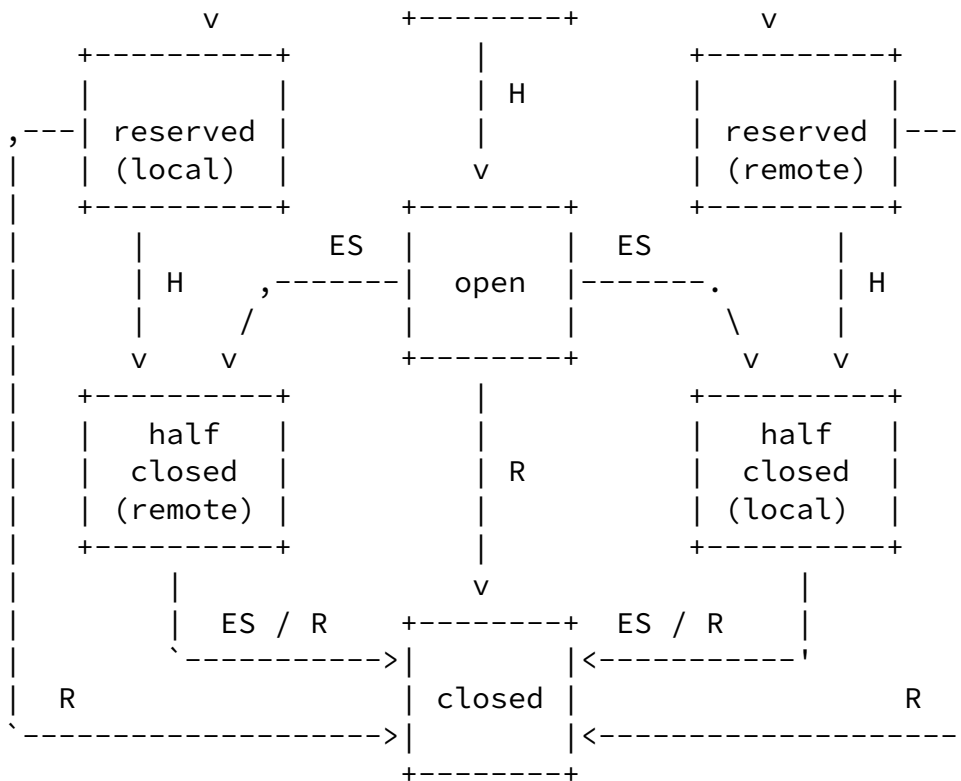 H
reserved reserved
(local) (remote)
ES ES
H open H
half half
closed R closed
(remote) (local)
ES / R ES / R
R closed R